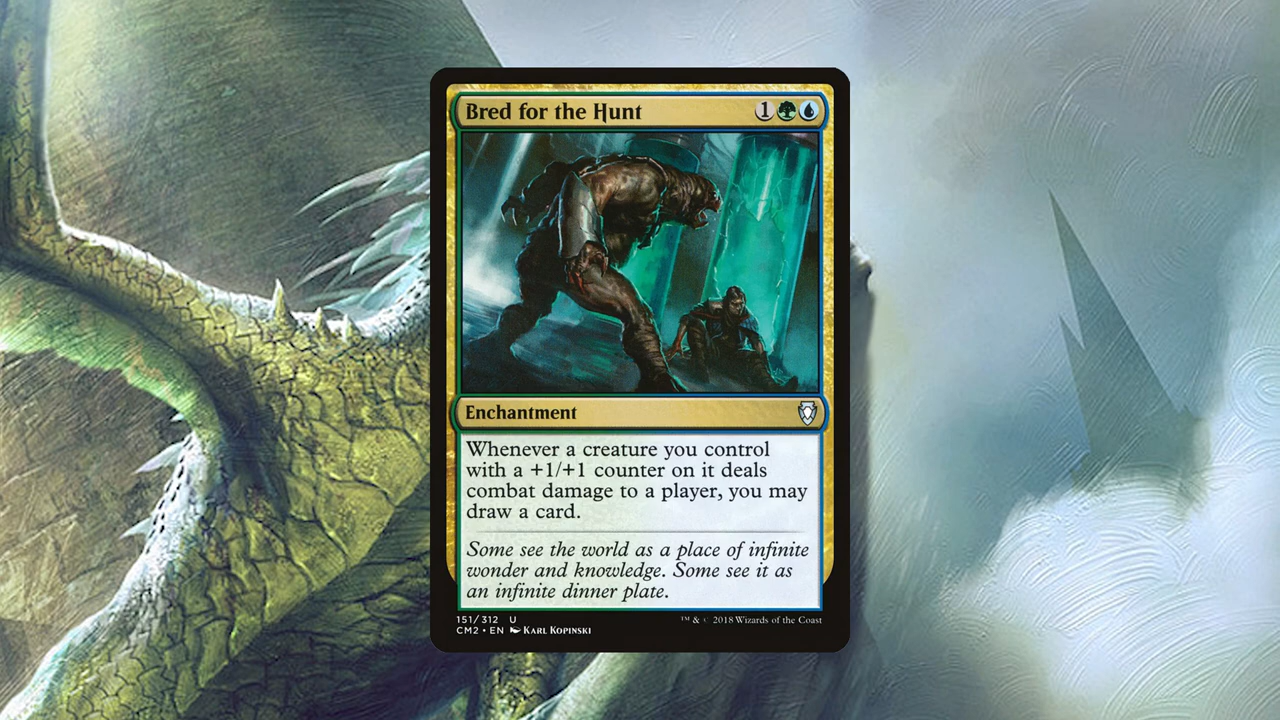 Bred for the Hunt 1
Enchantment
Whenever a creature you control
with a +1/+1 counter on it deals
combat damage to a player, you may
draw a card.
Some see the world as a place of infinite
wonder and knowledge. Some see it as
an infinite dinner plate.
151/312 U
CM2 • EN Karl Kopinski
™ & © 2018 Wizards of the Coast